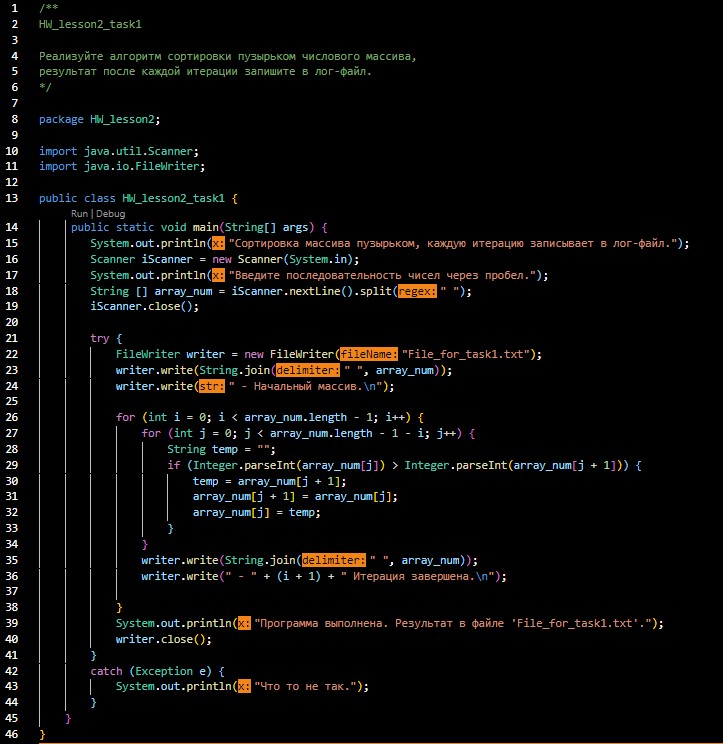 1 /**
2 HW_lesson2_task1
3
4 Реализуйте алгоритм сортировки пузырьком числового массива,
5 результат после каждой итерации запишите в лог-файл.
6 */
7
8 package HW_lesson2;
9
10 import java.util.Scanner;
11 import java.io.FileWriter;
12
13 public class HW_lesson2_task1 {
Run | Debug
14 public static void main(String[] args) {
15 System.out.println(x: "Сортировка массива пузырьком, каждую итерацию записывает в лог-файл.");
16 Scanner iScanner = new Scanner(System.in);
17 System.out.println(x: "Введите последовательность чисел через пробел.");
18 String [] array_num = iScanner.nextLine().split(regex: " ");
19 iScanner.close();
20
21 try {
22 FileWriter writer = new FileWriter(fileName: "File_for_task1.txt");
23 writer.write(String.join(delimiter: " ", array_num));
24 writer.write(str: " - Начальный массив.\n");
25
26 for (int i = 0; i < array_num.length - 1; i++) {
27 for (int j = 0; j < array_num.length - 1 - i; j++) {
28 String temp = "";
29 if (Integer.parseInt(array_num[j]) > Integer.parseInt(array_num[j + 1])) {
30 temp = array_num[j + 1];
31 array_num[j + 1] = array_num[j];
32 array_num[j] = temp;
33 }
34 }
35 writer.write(String.join(delimiter: " ", array_num));
36 writer.write(" - " + (i + 1) + " Итерация завершена.\n");
37
38 }
39 System.out.println(x: "Программа выполнена. Результат в файле 'File_for_task1.txt'.");
40 writer.close();
41 }
42 catch (Exception e) {
43 System.out.println(x: "Что то не так.");
44 }
45 }
46 }